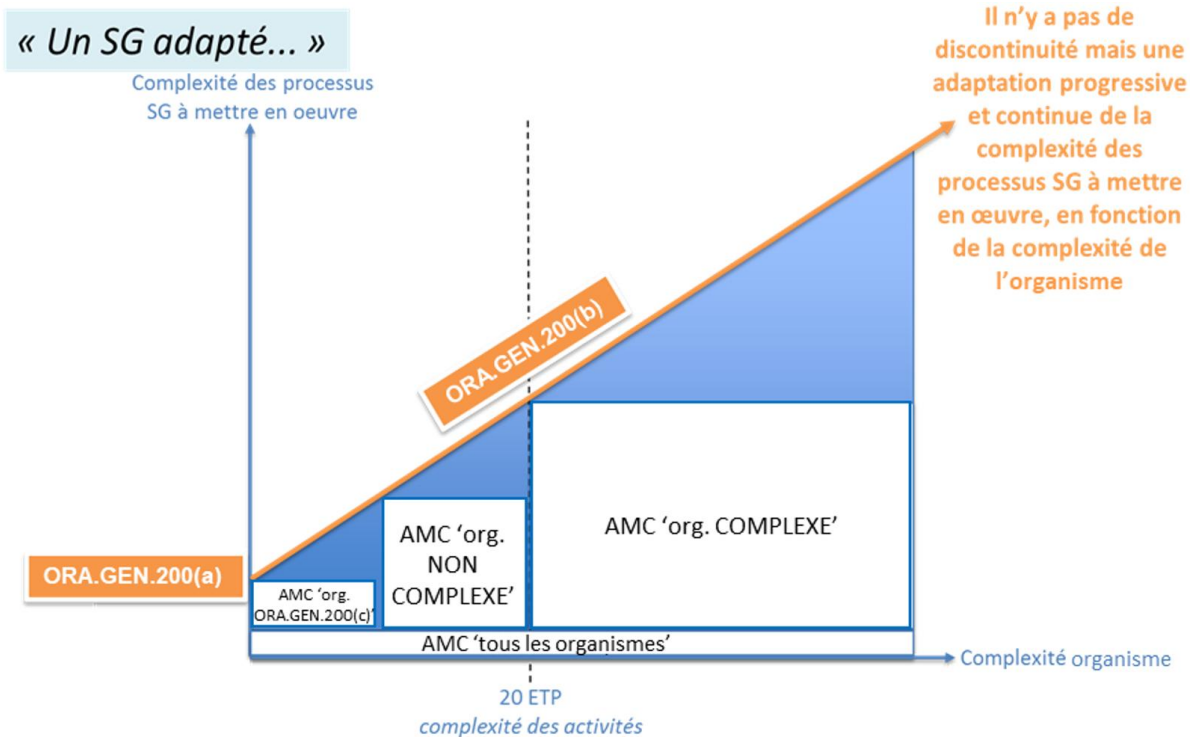 « Un SG adapté... »
Complexité des processus
SG à mettre en oeuvre
Il n’y a pas de
discontinuité mais une
adaptation progressive
et continue de la
complexité des
processus SG à mettre
en œuvre, en fonction
de la complexité de
l’organisme
ORA.GEN.200(b)
ORA.GEN.200(a)
AMC ‘org.
ORA.GEN.200(c)’
AMC ‘org.
NON
COMPLEXE’
AMC ‘org. COMPLEXE’
AMC ‘tous les organismes’
Complexité organisme
20 ETP
complexité des activités